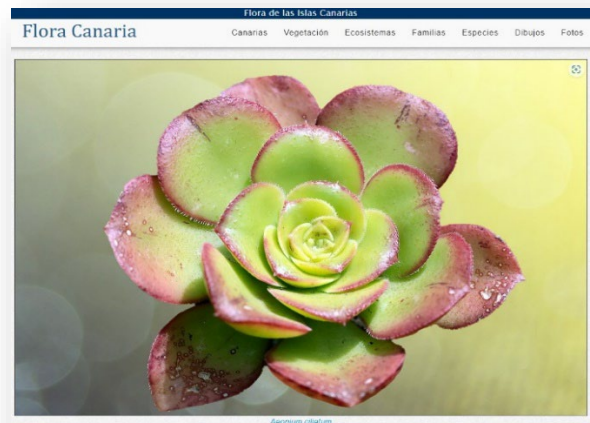 Flora de las Islas Canarias
Flora Canaria
Canarias Vegetación Ecosistemas Familias Especies Dibujos Fotos
Aeonium ciliatum